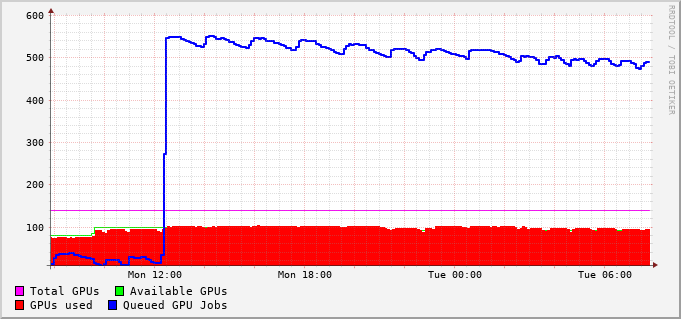 600
500
400
300
200
100
Mon 12:00 Mon 18:00 Tue 00:00 Tue 06:00
Total GPUs Available GPUs
GPUs used Queued GPU Jobs
RRDTOOL / TOBI OETIKER